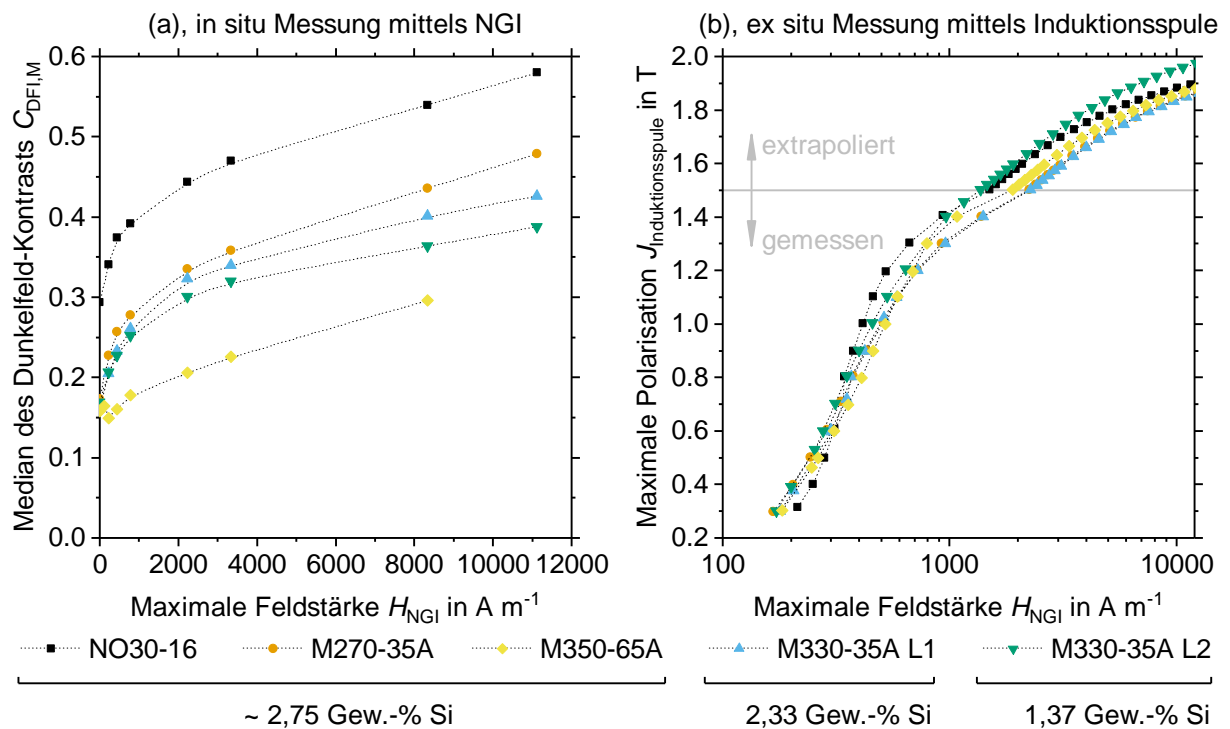 (a), in situ Messung mittels NGI
(b), ex situ Messung mittels Induktionsspule
Median des Dunkelfeld-Kontrasts C_DFI,M
0.6
0.5
0.4
0.3
0.2
0.1
0.0
0 2000 4000 6000 8000 10000 12000
Maximale Feldstärke H_NGI in A m⁻¹
Maximale Polarisation J_Induktionsspule in T
2.0
1.8
1.6
1.4
1.2
1.0
0.8
0.6
0.4
0.2
extrapoliert
gemessen
100 1000 10000
Maximale Feldstärke H_NGI in A m⁻¹
NO30-16 M270-35A M350-65A M330-35A L1 M330-35A L2
~ 2,75 Gew.-% Si 2,33 Gew.-% Si 1,37 Gew.-% Si